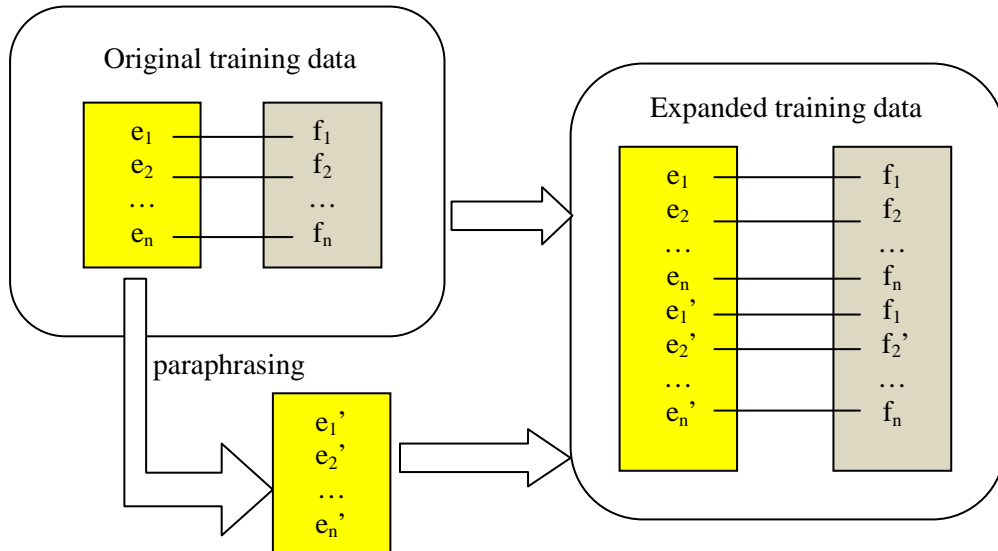 Original training data
e₁ f₁
e₂ f₂
… …
eₙ fₙ
paraphrasing
e₁’
e₂’
…
eₙ’
Expanded training data
e₁ f₁
e₂ f₂
… …
eₙ fₙ
e₁’ f₁
e₂’ f₂’
… …
eₙ’ fₙ